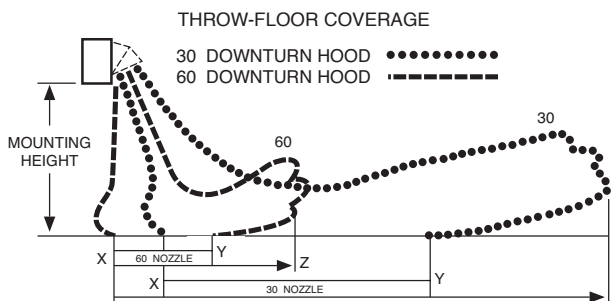 THROW-FLOOR COVERAGE
30 DOWNTURN HOOD
60 DOWNTURN HOOD
30
60
MOUNTING
HEIGHT
X
60 NOZZLE
Y
Z
X
30 NOZZLE
Y